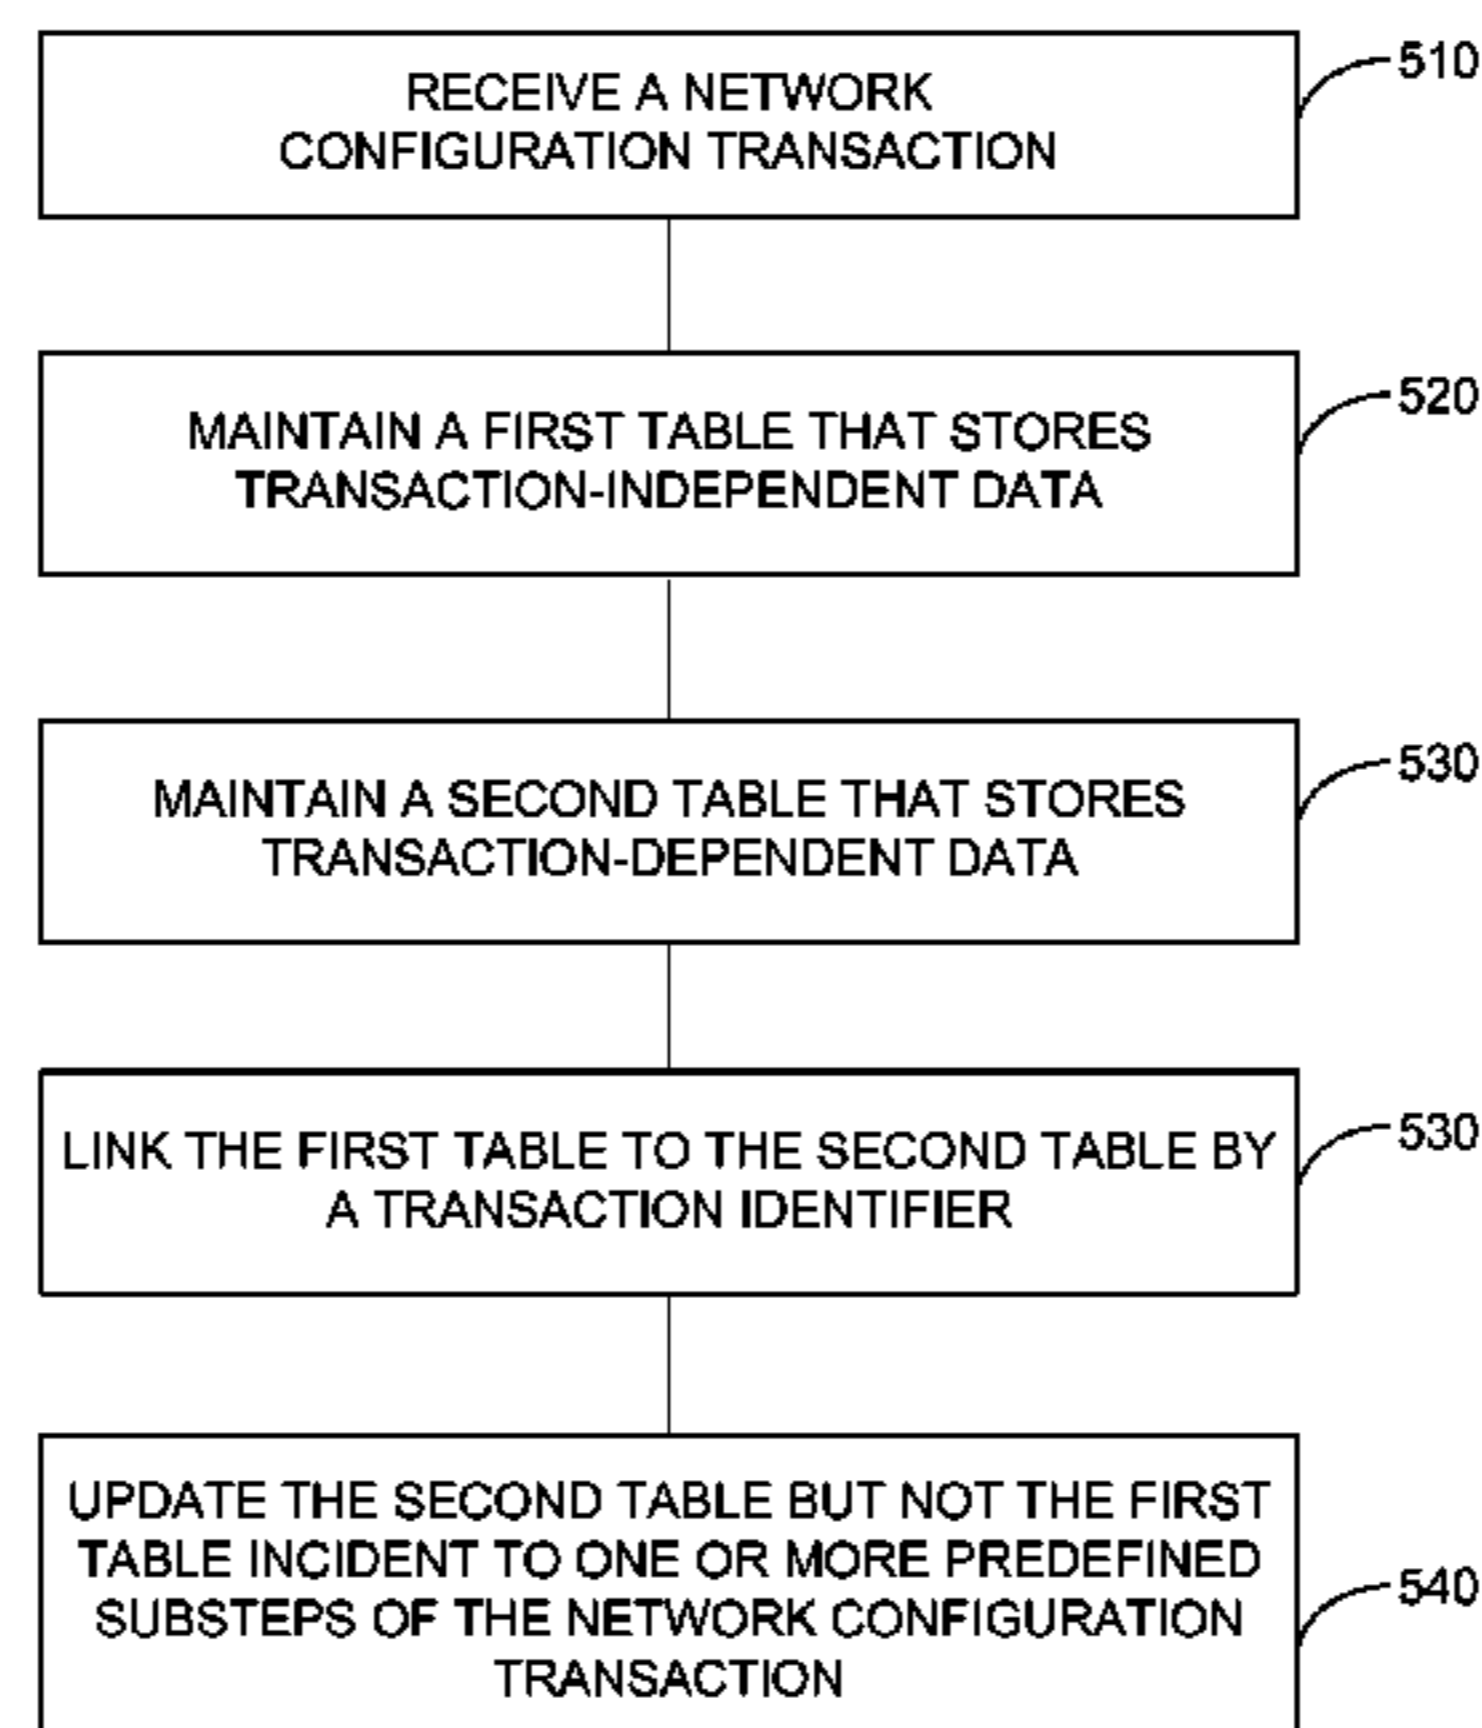 RECEIVE A NETWORK
CONFIGURATION TRANSACTION
510
MAINTAIN A FIRST TABLE THAT STORES
TRANSACTION-INDEPENDENT DATA
520
MAINTAIN A SECOND TABLE THAT STORES
TRANSACTION-DEPENDENT DATA
530
LINK THE FIRST TABLE TO THE SECOND TABLE BY
A TRANSACTION IDENTIFIER
530
UPDATE THE SECOND TABLE BUT NOT THE FIRST
TABLE INCIDENT TO ONE OR MORE PREDEFINED
SUBSTEPS OF THE NETWORK CONFIGURATION
TRANSACTION
540